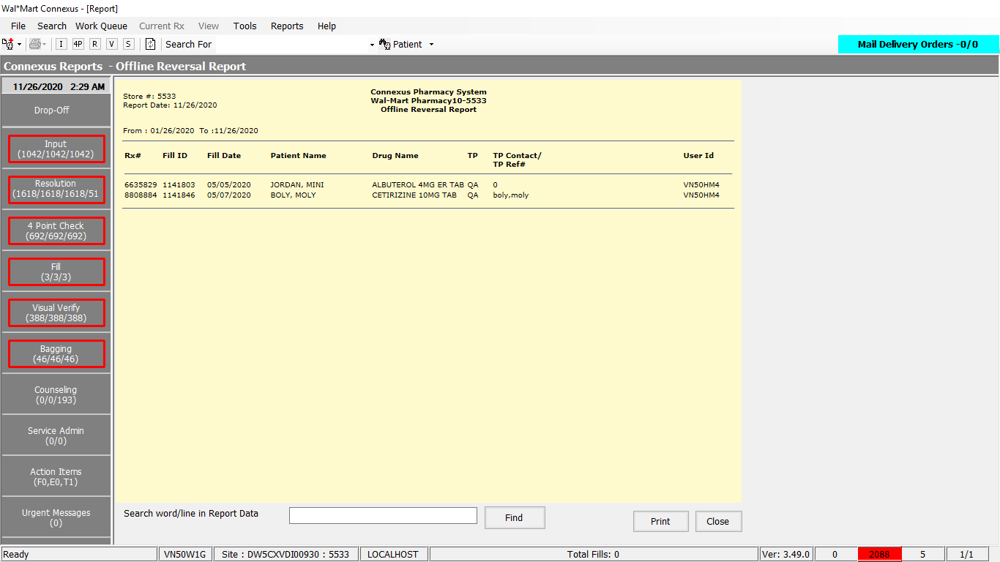 Wal*Mart Connexus - [Report]
File Search Work Queue Current Rx View Tools Reports Help
I 4P R V S Search For Patient Mail Delivery Orders -0/0
Connexus Reports - Offline Reversal Report
11/26/2020 2:29 AM
Drop-Off
Input
(1042/1042/1042)
Resolution
(1618/1618/1618/51
4 Point Check
(692/692/692)
Fill
(3/3/3)
Visual Verify
(388/388/388)
Bagging
(46/46/46)
Counseling
(0/0/193)
Service Admin
(0/0)
Action Items
(F0,E0,T1)
Urgent Messages
(0)
Connexus Pharmacy System
Store #: 5533
Wal-Mart Pharmacy10-5533
Report Date: 11/26/2020
Offline Reversal Report
From : 01/26/2020 To :11/26/2020
Rx# Fill ID Fill Date Patient Name Drug Name TP TP Contact/ User Id
TP Ref#
6635829 1141803 05/05/2020 JORDAN, MINI ALBUTEROL 4MG ER TAB QA 0 VN50HM4
8808884 1141846 05/07/2020 BOLY, MOLY CETIRIZINE 10MG TAB QA boly,moly VN50HM4
Search word/line in Report Data Find Print Close
Ready VN50W1G Site : DW5CXVDI00930 : 5533 LOCALHOST Total Fills: 0 Ver: 3.49.0 0 2088 5 1/1